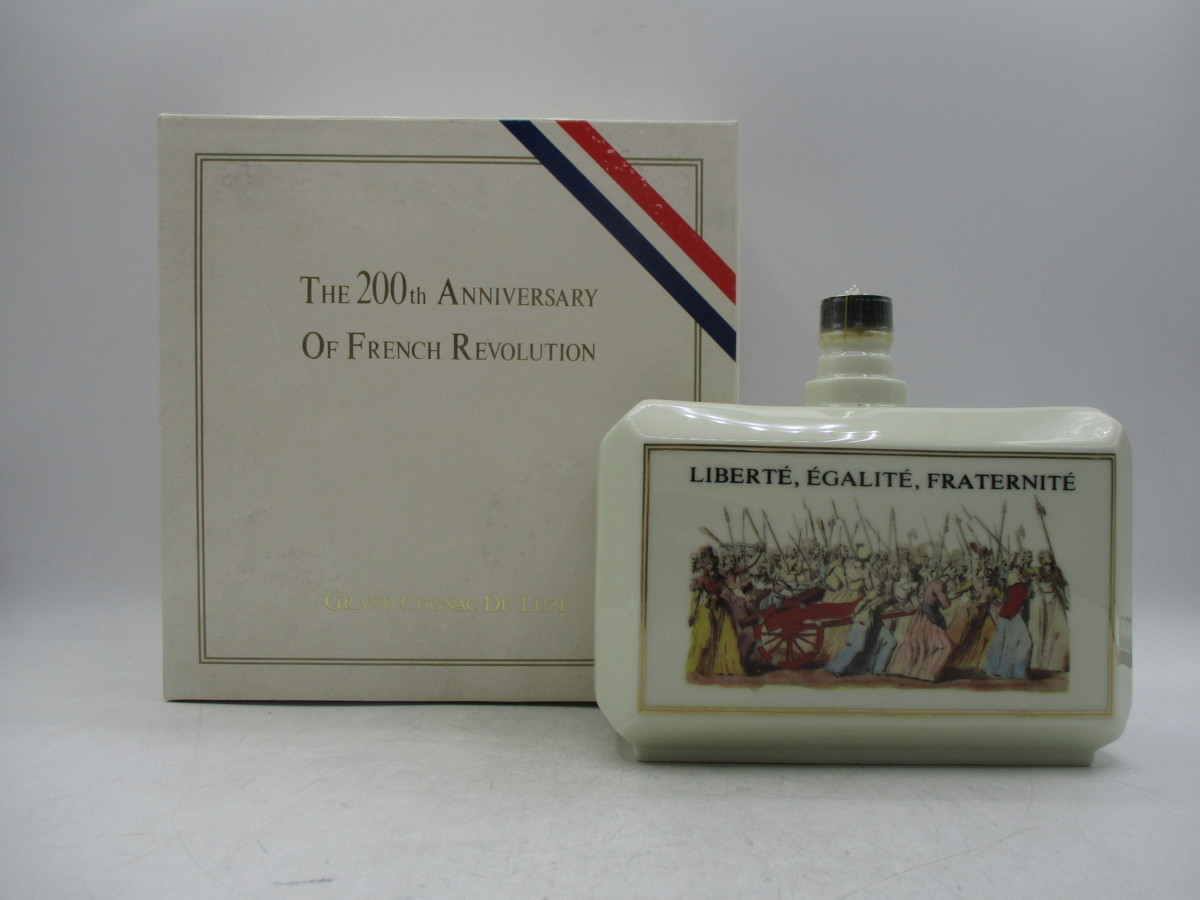 THE 200th ANNIVERSARY
OF FRENCH REVOLUTION
GRAND COGNAC DE LUZE
LIBERTÉ, ÉGALITÉ, FRATERNITÉ